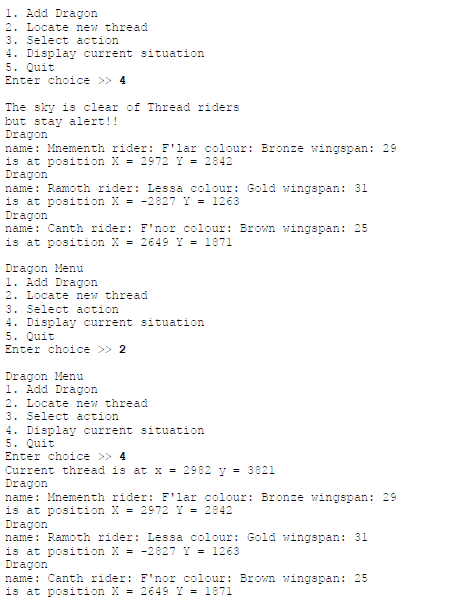 1. Add Dragon
2. Locate new thread
3. Select action
4. Display current situation
5. Quit
Enter choice >> 4
The sky is clear of Thread riders
but stay alert!!
Dragon
name: Mnementh rider: F'lar colour: Bronze wingspan: 29
is at position X = 2972 Y = 2842
Dragon
name: Ramoth rider: Lessa colour: Gold wingspan: 31
is at position X = -2827 Y = 1263
Dragon
name: Canth rider: F'nor colour: Brown wingspan: 25
is at position X = 2649 Y = 1871
Dragon Menu
1. Add Dragon
2. Locate new thread
3. Select action
4. Display current situation
5. Quit
Enter choice >> 2
Dragon Menu
1. Add Dragon
2. Locate new thread
3. Select action
4. Display current situation
5. Quit
Enter choice >> 4
Current thread is at x = 2982 y = 3821
Dragon
name: Mnementh rider: F'lar colour: Bronze wingspan: 29
is at position X = 2972 Y = 2842
Dragon
name: Ramoth rider: Lessa colour: Gold wingspan: 31
is at position X = -2827 Y = 1263
Dragon
name: Canth rider: F'nor colour: Brown wingspan: 25
is at position X = 2649 Y = 1871